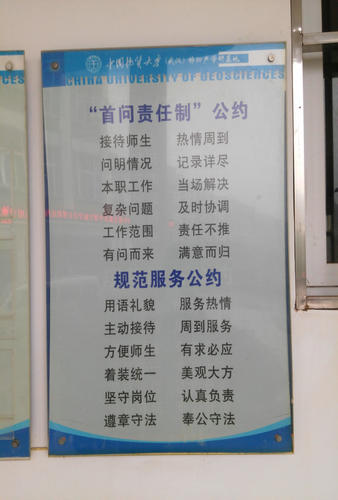 中国地质大学(武汉)
CHINA UNIVERSITY OF GEOSCIENCES
“首问责任制”公约
接待师生 热情周到
问明情况 记录详尽
本职工作 当场解决
复杂问题 及时协调
工作范围 责任不推
有问而来 满意而归
规范服务公约
用语礼貌 服务热情
主动接待 周到服务
方便师生 有求必应
着装统一 美观大方
坚守岗位 认真负责
遵章守法 奉公守法